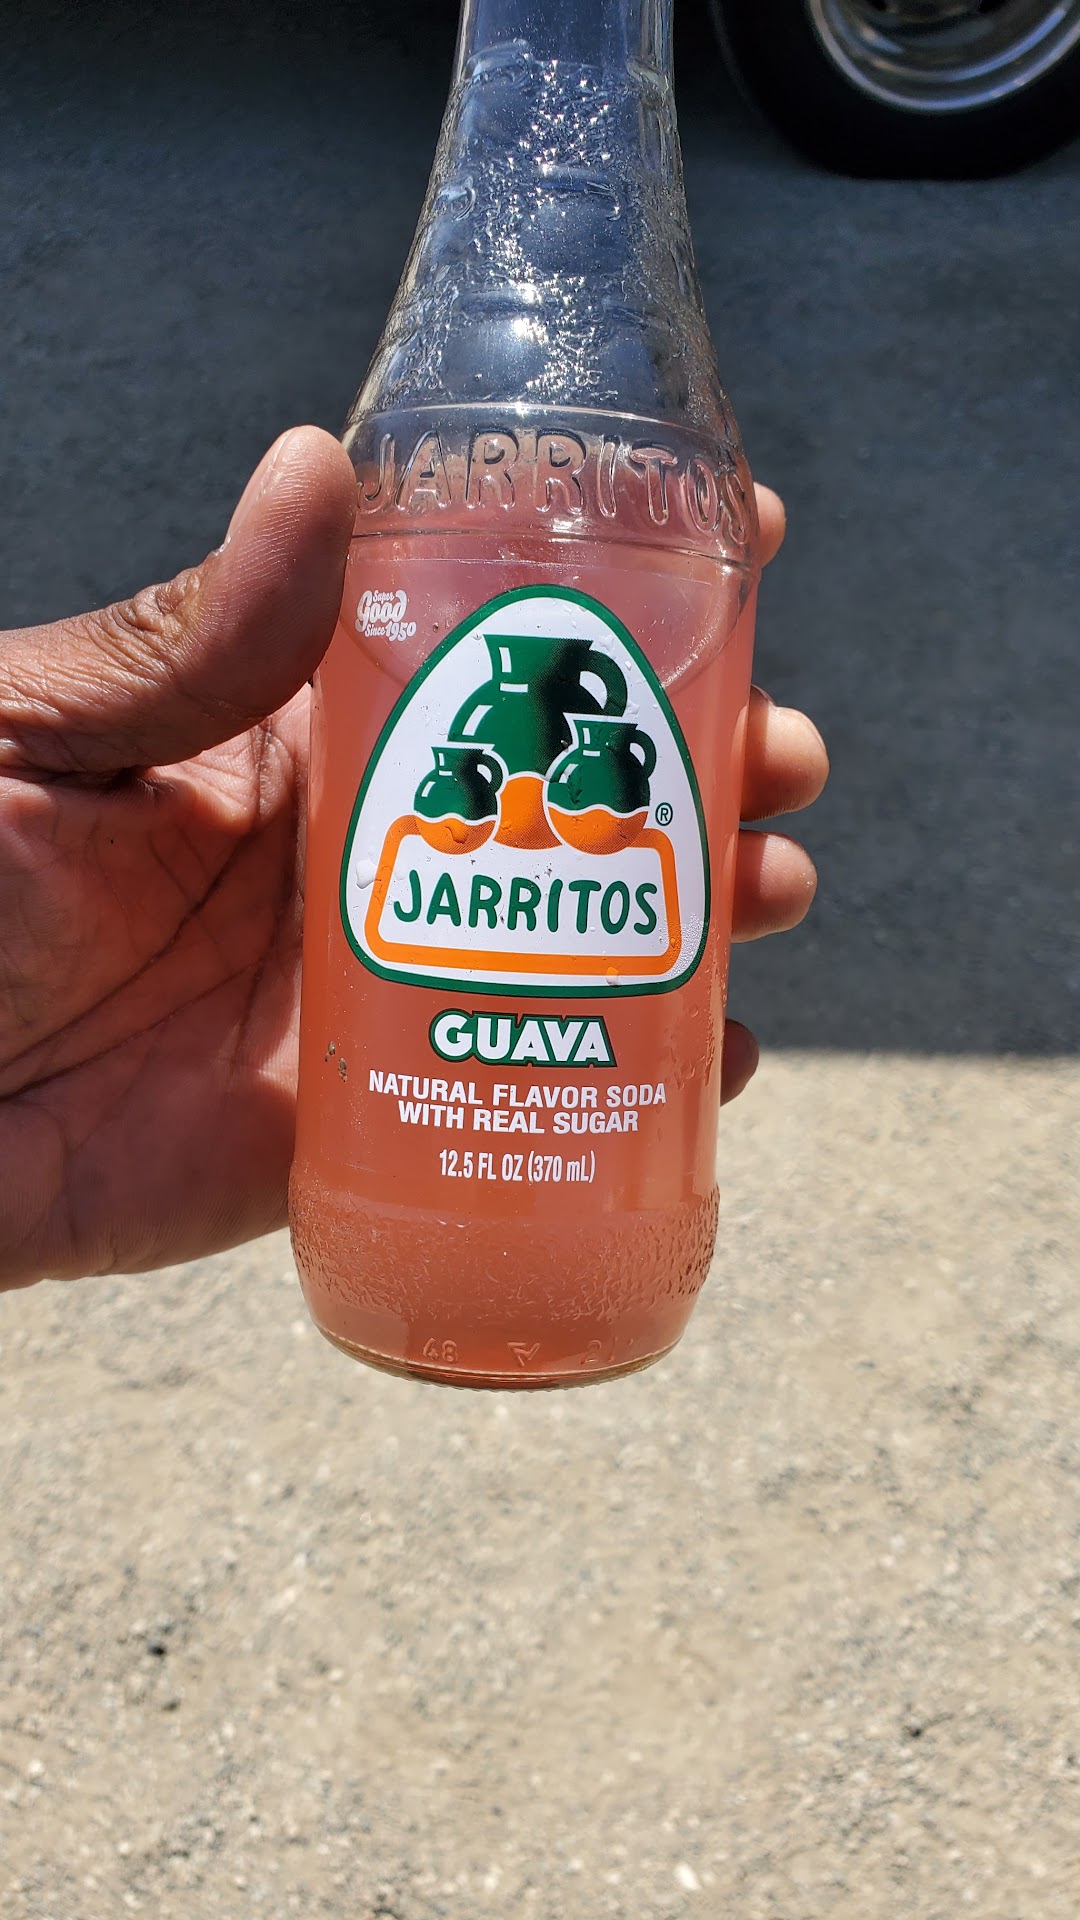 JARRITOS
Super
Good
Since 1950
®
JARRITOS
GUAVA
NATURAL FLAVOR SODA
WITH REAL SUGAR
12.5 FL OZ (370 mL)